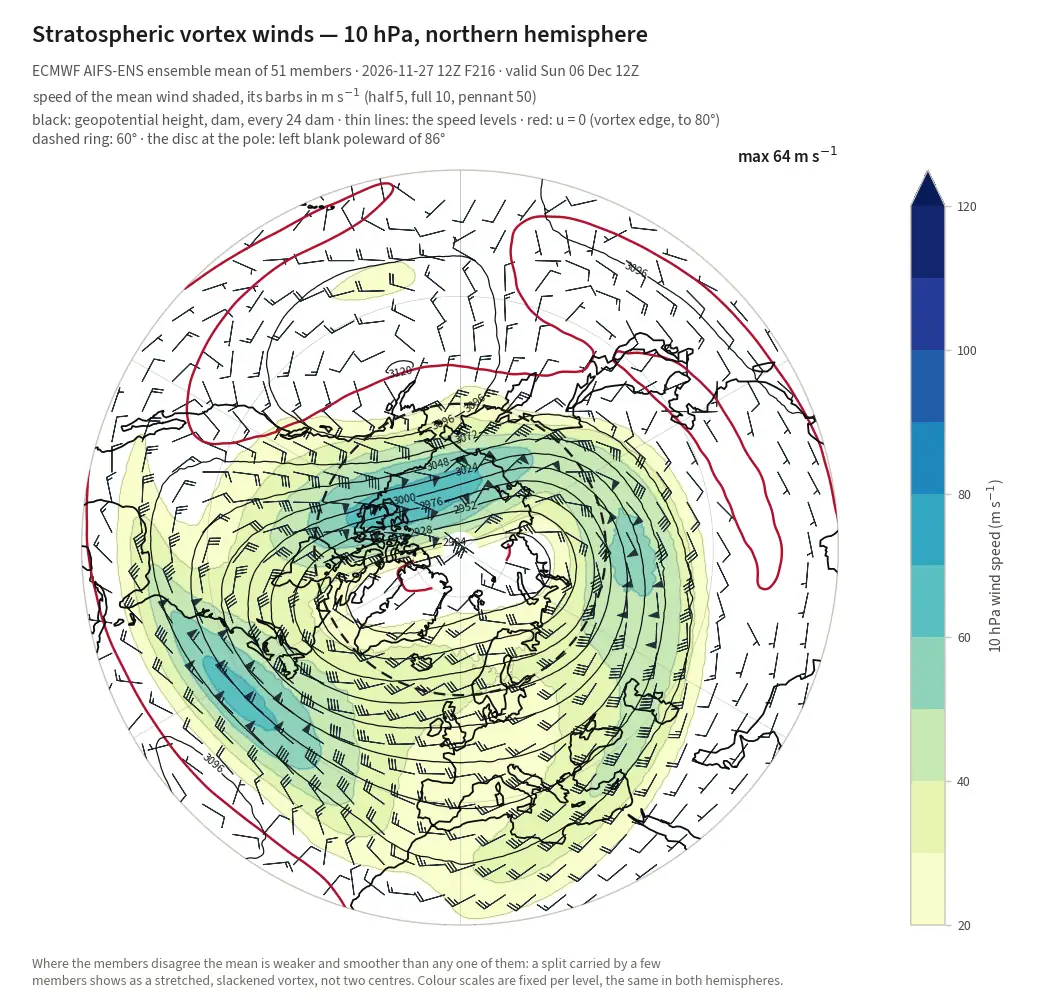 Stratospheric vortex winds — 10 hPa, northern hemisphere
ECMWF AIFS-ENS ensemble mean of 51 members · 2026-11-27 12Z F216 · valid Sun 06 Dec 12Z
speed of the mean wind shaded, its barbs in m s⁻¹ (half 5, full 10, pennant 50)
black: geopotential height, dam, every 24 dam · thin lines: the speed levels · red: u = 0 (vortex edge, to 80°)
dashed ring: 60° · the disc at the pole: left blank poleward of 86°
max 64 m s⁻¹
120
100
80
60
40
20
10 hPa wind speed (m s⁻¹)
3096
3120
3096
3096
3072
3048
3024
3000
2976
2952
2928
2904
3096
Where the members disagree the mean is weaker and smoother than any one of them: a split carried by a few
members shows as a stretched, slackened vortex, not two centres. Colour scales are fixed per level, the same in both hemispheres.